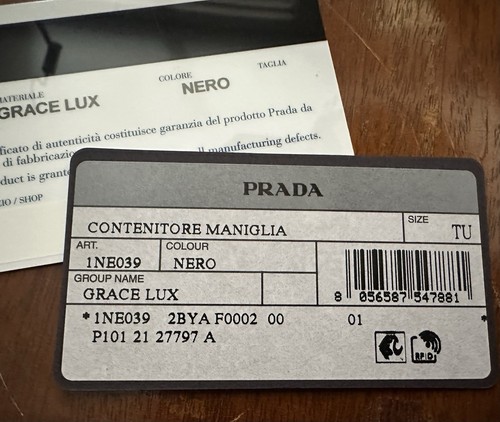 COLORE
TAGLIA
MATERIALE
NERO
GRACE LUX
ficato di autenticità costituisce garanzia del prodotto Prada da
di fabbricazio
manufacturing defects.
duct is grant
IO / SHOP
PRADA
CONTENITORE MANIGLIA
SIZE
TU
ART.
COLOUR
1NE039
NERO
GROUP NAME
GRACE LUX
8 056587 547881
*1NE039 2BYA F0002 00 01 *
P101 21 27797 A
RFID